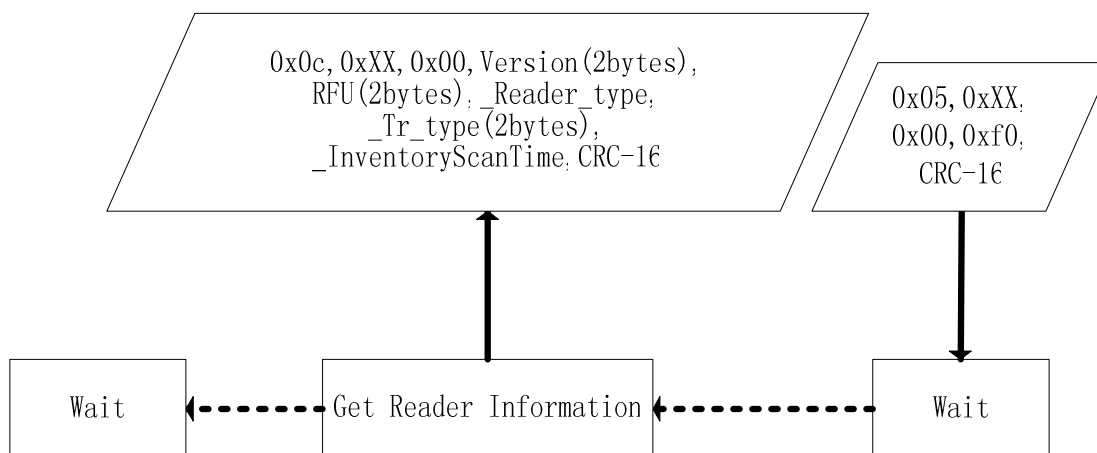 0x0c, 0xXX, 0x00, Version(2bytes),
RFU(2bytes), _Reader_type,
_Tr_type(2bytes),
_InventoryScanTime, CRC-16
0x05, 0xXX,
0x00, 0xf0,
CRC-16
Wait
Get Reader Information
Wait